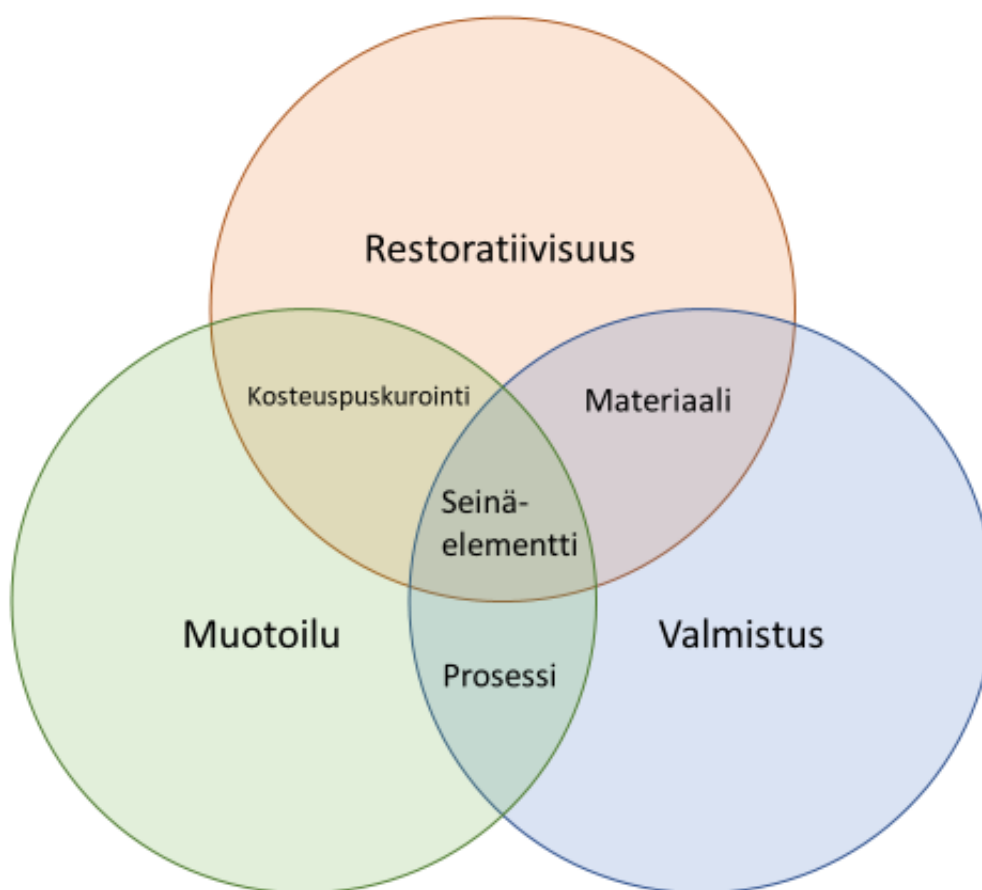 Restoratiivisuus
Kosteuspuskurointi
Materiaali
Seinä-
elementti
Muotoilu
Valmistus
Prosessi